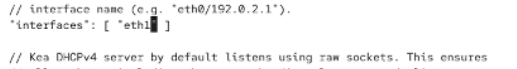 // interface name (e.g. "eth0/192.0.2.1").
"interfaces": [ "eth1" ]
// Kea DHCPv4 server by default listens using raw sockets. This ensures